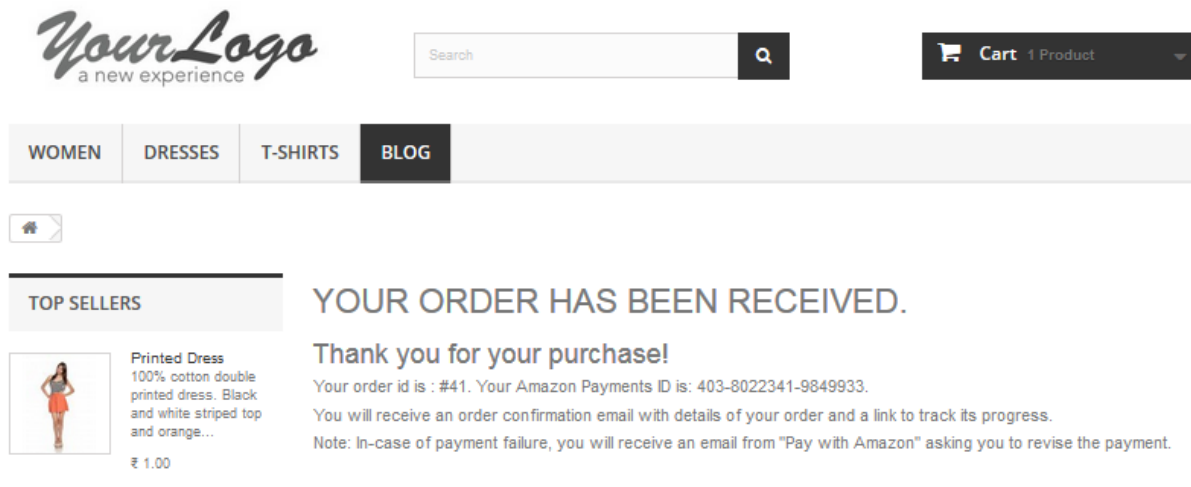 YourLogo
a new experience
Search
Cart 1 Product
WOMEN DRESSES T-SHIRTS BLOG
TOP SELLERS
Printed Dress
100% cotton double
printed dress. Black
and white striped top
and orange...
₹ 1.00
YOUR ORDER HAS BEEN RECEIVED.
Thank you for your purchase!
Your order id is : #41. Your Amazon Payments ID is: 403-8022341-9849933.
You will receive an order confirmation email with details of your order and a link to track its progress.
Note: In-case of payment failure, you will receive an email from "Pay with Amazon" asking you to revise the payment.